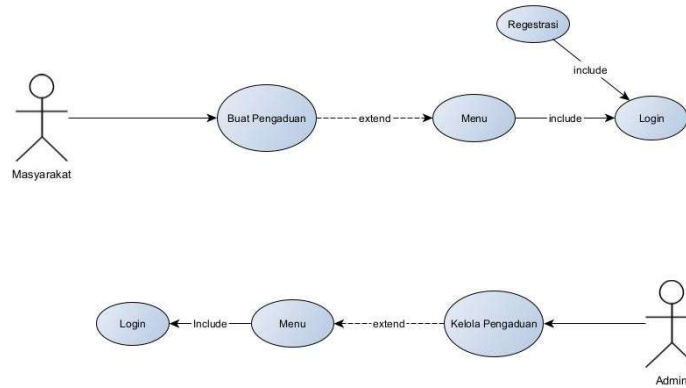 Regestrasi
include
Buat Pengaduan
extend
Menu
include
Login
Masyarakat
Login
Include
Menu
extend
Kelola Pengaduan
Admin